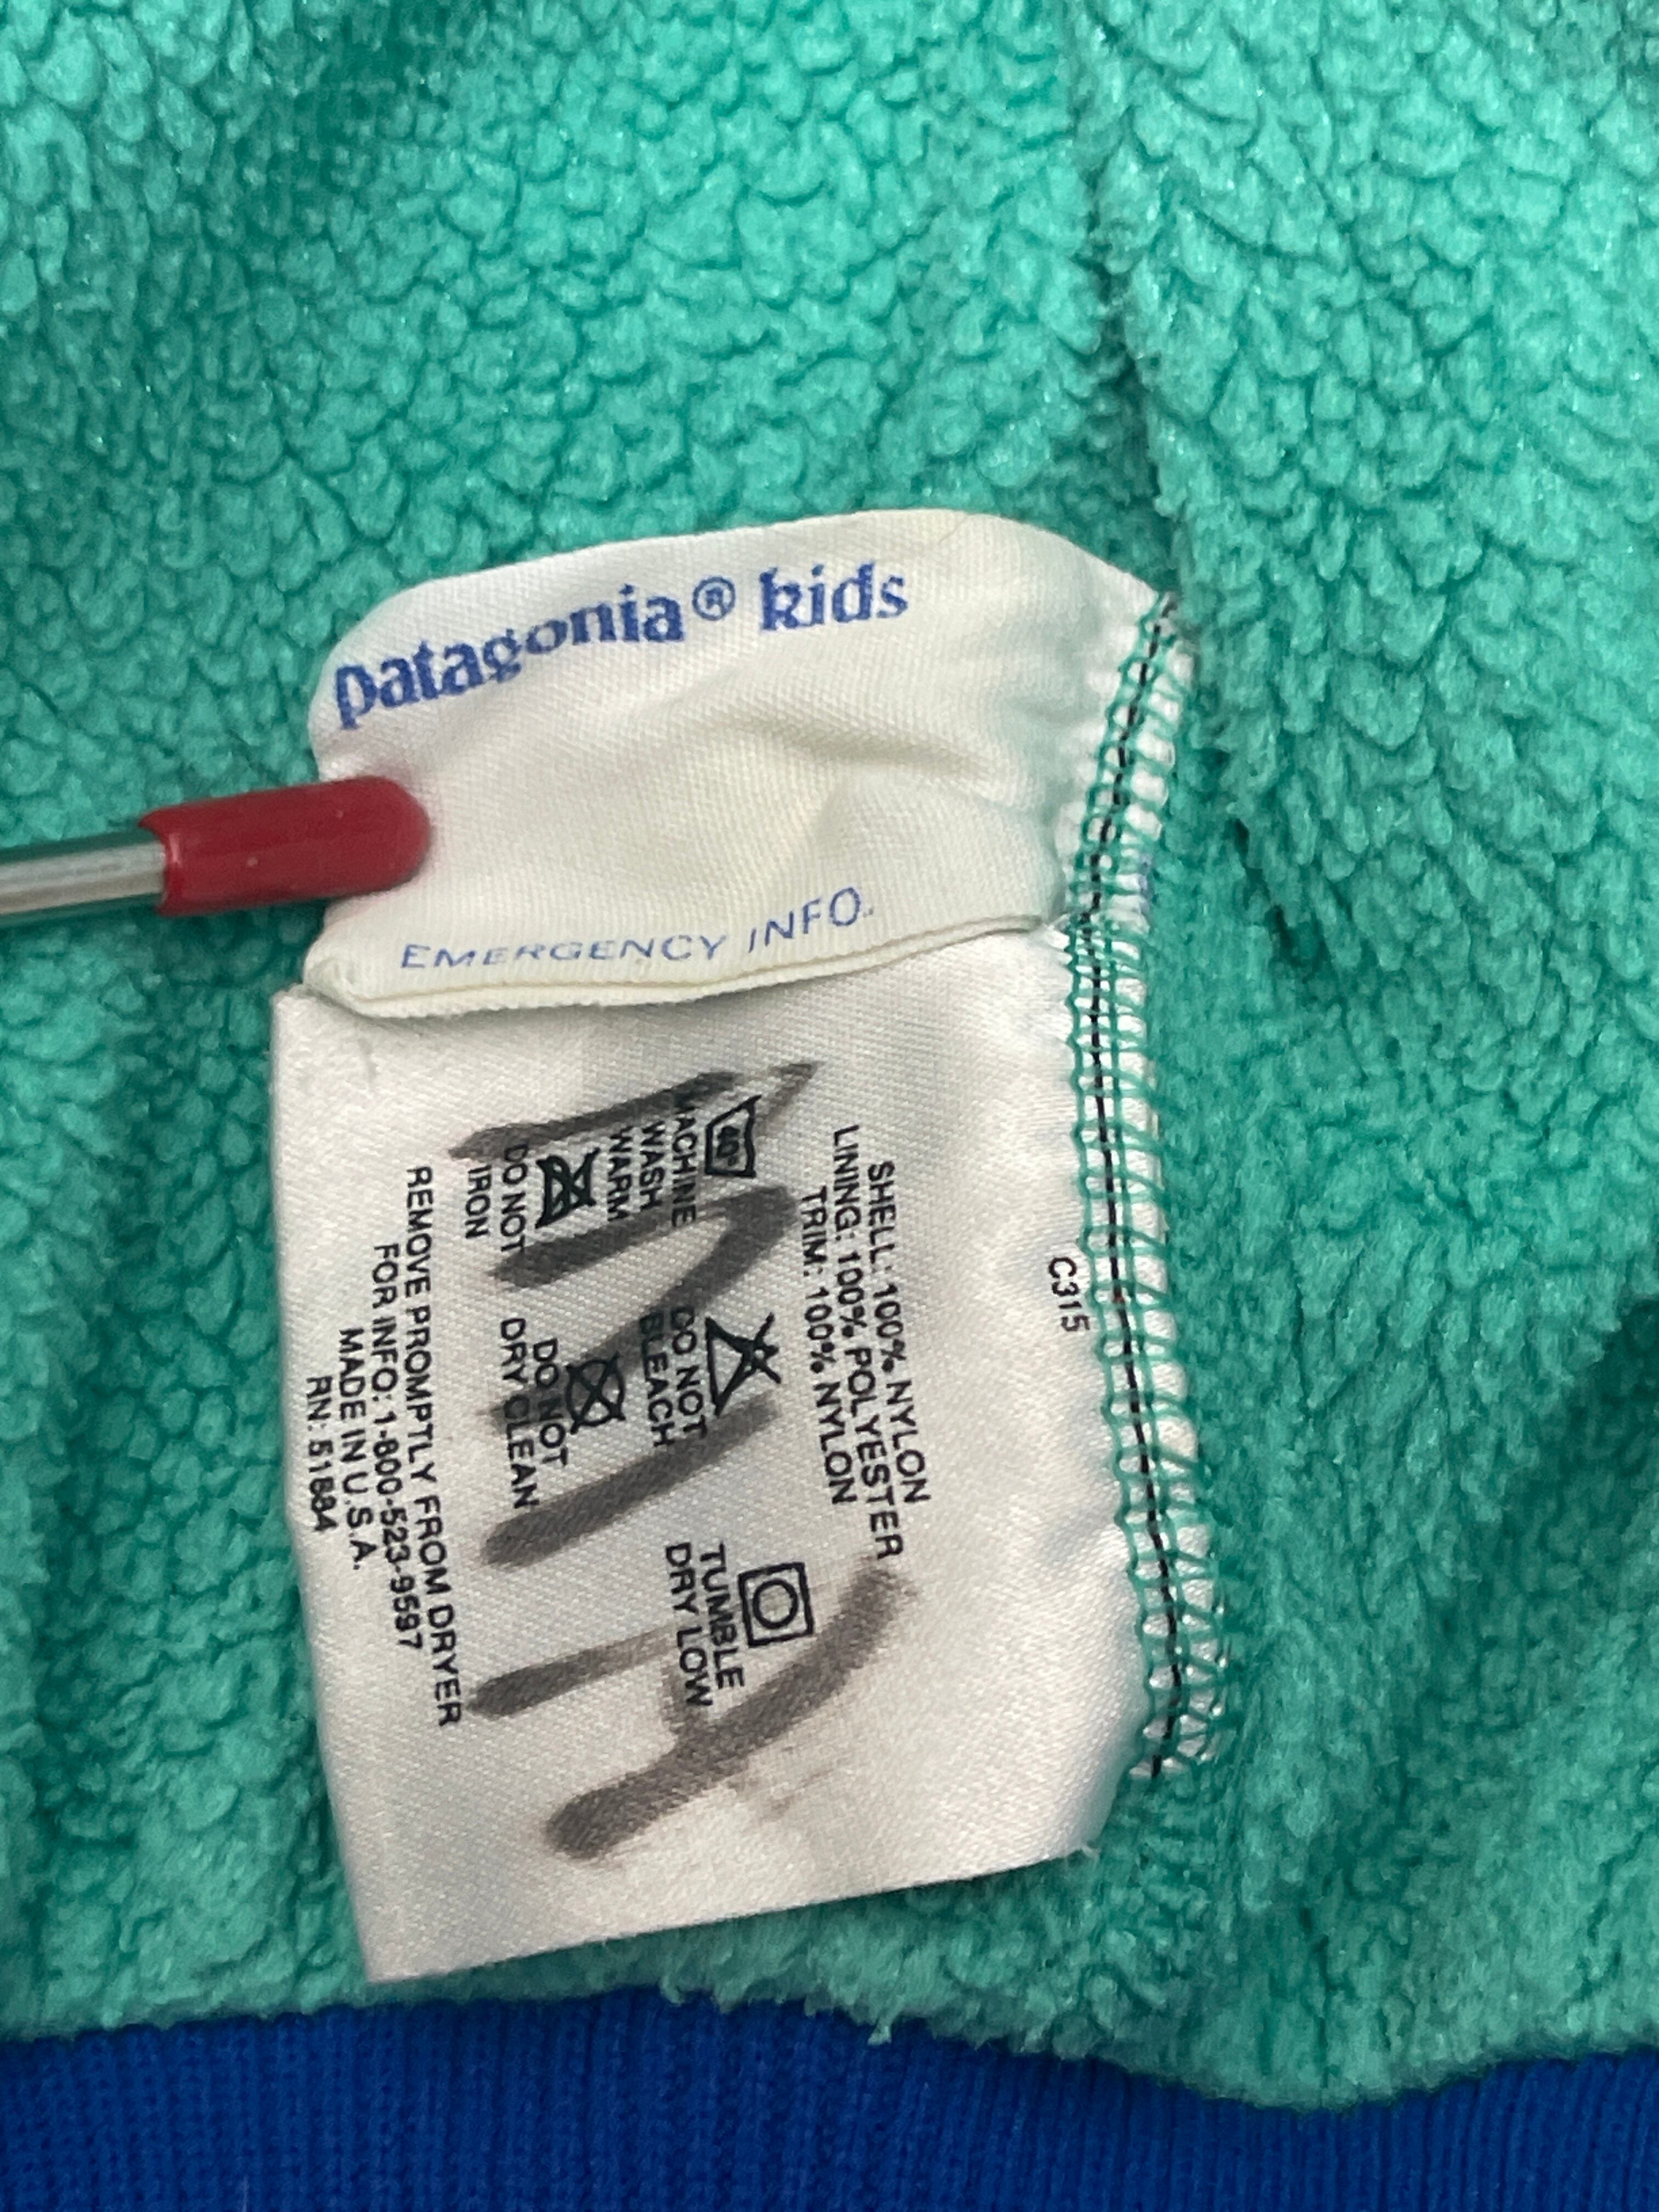 patagonia® kids
EMERGENCY INFO.
C315
SHELL: 100% NYLON
LINING: 100% POLYESTER
TRIM: 100% NYLON
40°
MACHINE
WASH
WARM
DO NOT
BLEACH
TUMBLE
DRY LOW
DO NOT
IRON
DO NOT
DRY CLEAN
REMOVE PROMPTLY FROM DRYER
FOR INFO: 1-800-523-9597
MADE IN U.S.A.
RN: 51884